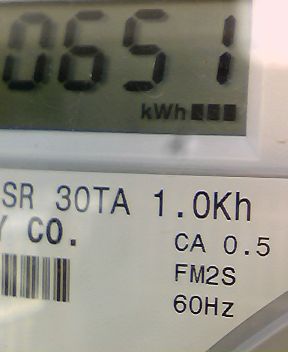 0651
kWh
SR 30TA 1.0Kh
Y CO.
CA 0.5
FM2S
60Hz